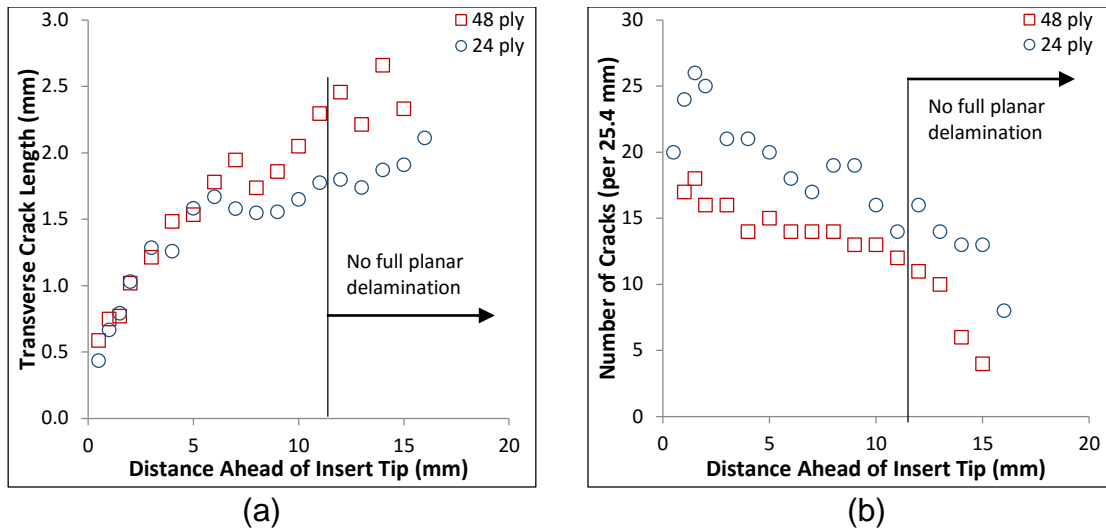 3.0
2.5
2.0
1.5
1.0
0.5
0.0
Transverse Crack Length (mm)
48 ply
24 ply
No full planar
delamination
0 5 10 15 20
Distance Ahead of Insert Tip (mm)
(a)
30
25
20
15
10
5
0
Number of Cracks (per 25.4 mm)
48 ply
24 ply
No full planar
delamination
0 5 10 15 20
Distance Ahead of Insert Tip (mm)
(b)